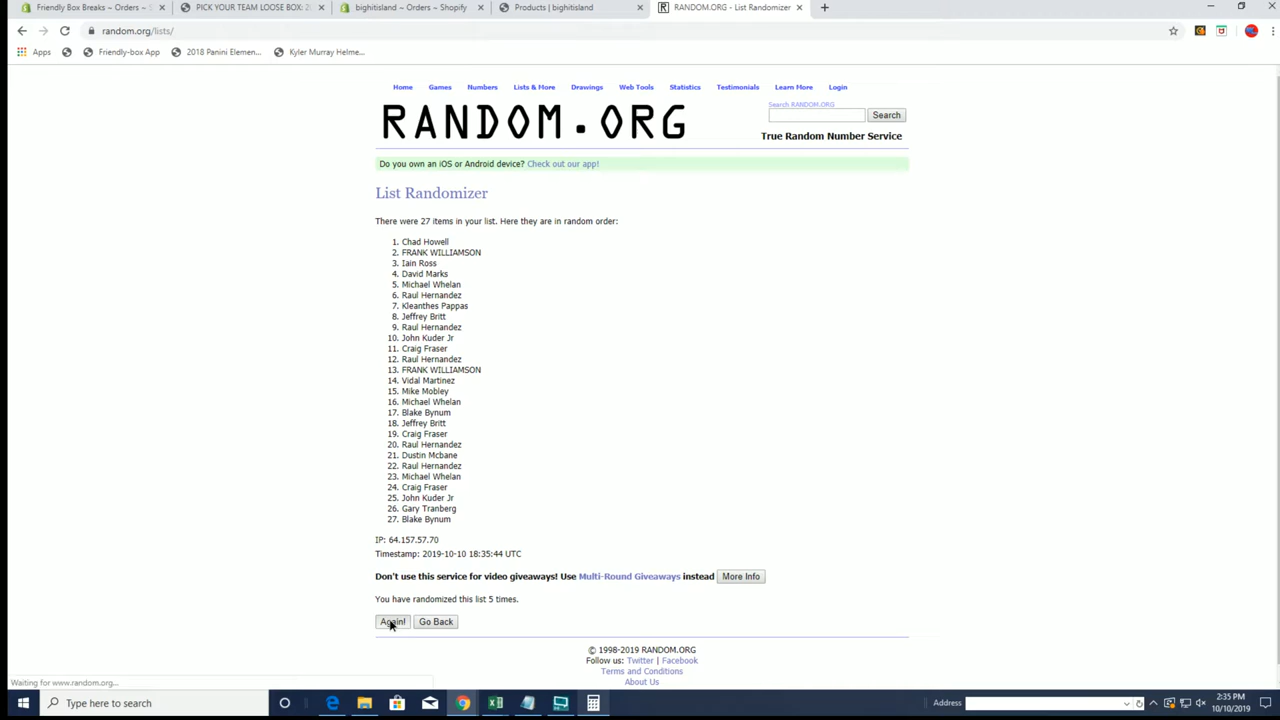 Friendly Box Breaks ~ Orders ~ S
PICK YOUR TEAM LOOSE BOX: 2
bighitisland ~ Orders ~ Shopify
Products | bighitisland
RANDOM.ORG - List Randomizer
random.org/lists/
Apps
Friendly-box App
2018 Panini Elemen...
Kyler Murray Helme...
Home Games Numbers Lists & More Drawings Web Tools Statistics Testimonials Learn More Login
RANDOM.ORG
Search RANDOM.ORG
Search
True Random Number Service
Do you own an iOS or Android device? Check out our app!
List Randomizer
There were 27 items in your list. Here they are in random order:
1. Chad Howell
2. FRANK WILLIAMSON
3. Iain Ross
4. David Marks
5. Michael Whelan
6. Raul Hernandez
7. Kleanthes Pappas
8. Jeffrey Britt
9. Raul Hernandez
10. John Kuder Jr
11. Craig Fraser
12. Raul Hernandez
13. FRANK WILLIAMSON
14. Vidal Martinez
15. Mike Mobley
16. Michael Whelan
17. Blake Bynum
18. Jeffrey Britt
19. Craig Fraser
20. Raul Hernandez
21. Dustin Mcbane
22. Raul Hernandez
23. Michael Whelan
24. Craig Fraser
25. John Kuder Jr
26. Gary Tranberg
27. Blake Bynum
IP: 64.157.57.70
Timestamp: 2019-10-10 18:35:44 UTC
Don't use this service for video giveaways! Use Multi-Round Giveaways instead More Info
You have randomized this list 5 times.
Again! Go Back
© 1998-2019 RANDOM.ORG
Follow us: Twitter | Facebook
Terms and Conditions
About Us
Waiting for www.random.org...
Type here to search
Address
2:35 PM
10/10/2019